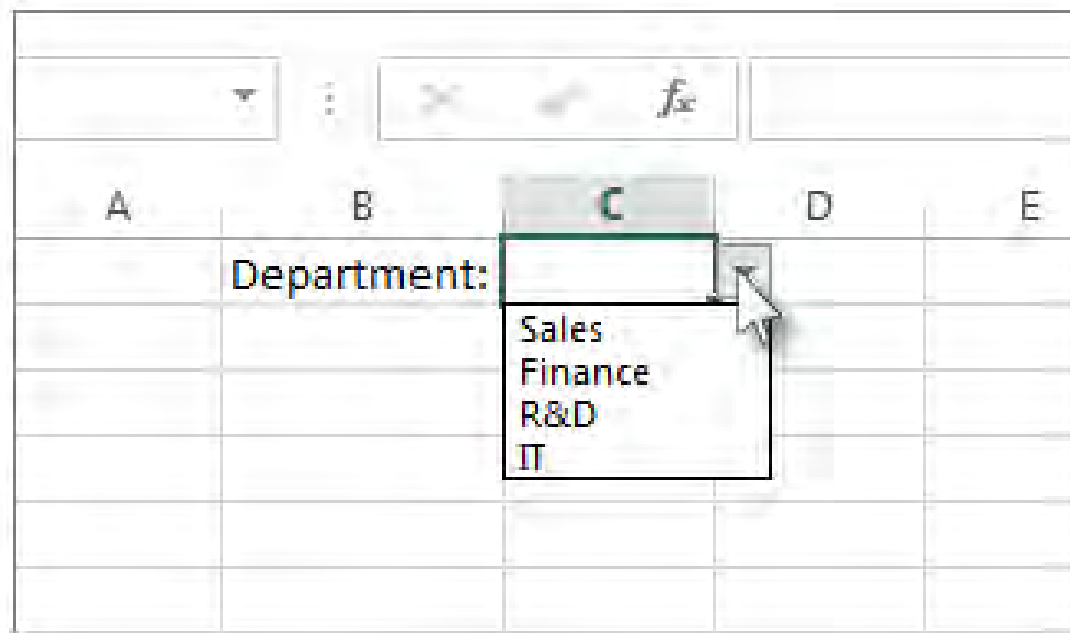 fx
A B C D E
Department:
Sales
Finance
R&D
IT